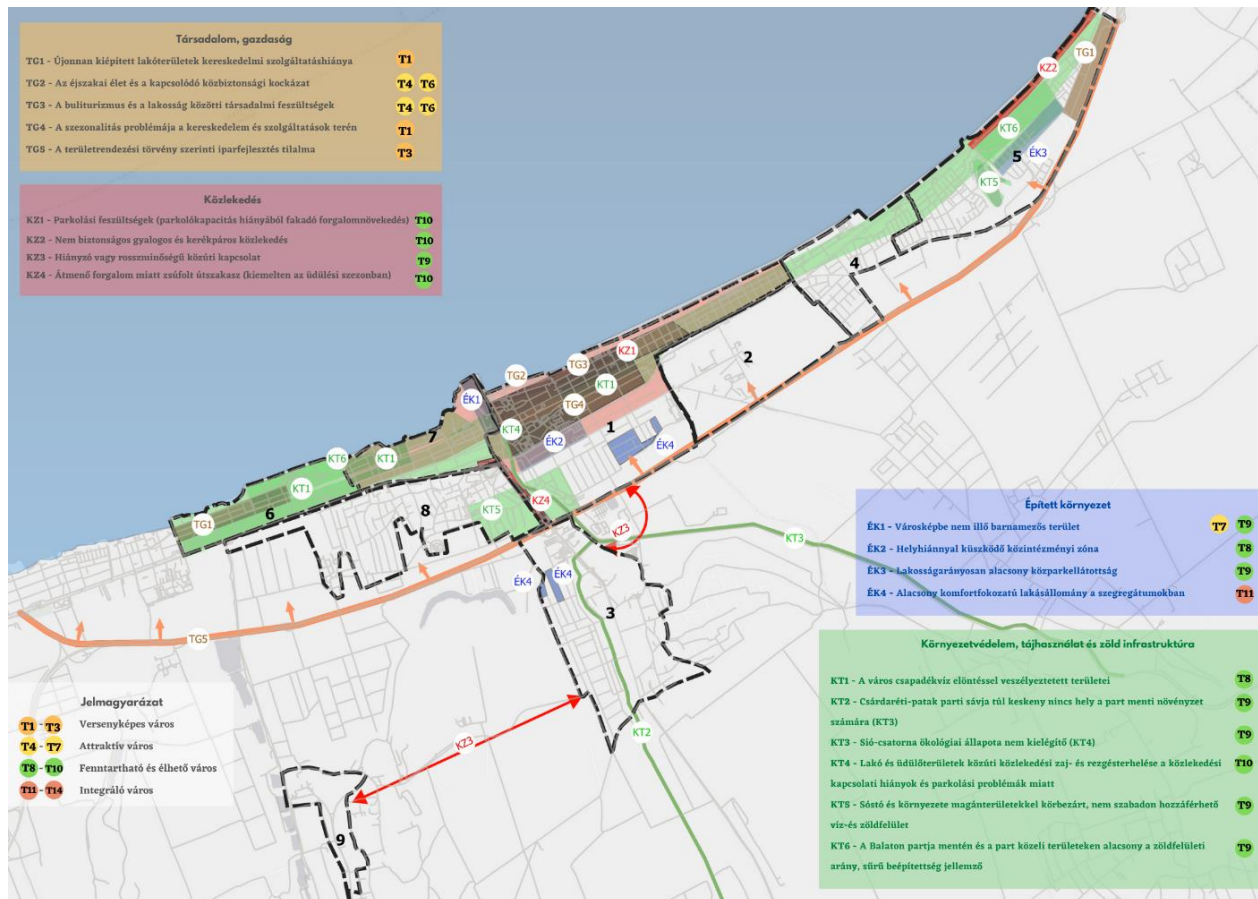 Társadalom, gazdaság
TG1 - Újonnan kiépített lakóterületek kereskedelmi szolgáltatáshiánya T1
TG2 - Az éjszakai élet és a kapcsolódó közbiztonsági kockázat T4 T6
TG3 - A buliturizmus és a lakosság közötti társadalmi feszültségek T4 T6
TG4 - A szezonalitás problémája a kereskedelem és szolgáltatások terén T1
TG5 - A területrendezési törvény szerinti iparfejlesztés tilalma T3
Közlekedés
KZ1 - Parkolási feszültségek (parkolókapacitás hiányából fakadó forgalomnövekedés) T10
KZ2 - Nem biztonságos gyalogos és kerékpáros közlekedés T10
KZ3 - Hiányzó vagy rosszminőségű közúti kapcsolat T9
KZ4 - Átmenő forgalom miatt zsúfolt útszakasz (kiemelten az üdülési szezonban) T10
TG1
KZ2
KT6
ÉK3
5
KT5
4
2
KZ1
TG3
TG2
KT1
TG4
ÉK1
1
7
KT4
ÉK2
ÉK4
KT6
KT1
KT1
6
TG1
8
KT5
KZ4
KZ3
KT3
ÉK4
ÉK4
3
TG5
KT2
KZ3
9
Épített környezet
ÉK1 - Városképbe nem illő barnamezős terület T7 T9
ÉK2 - Helyhiánnyal küszködő közintézményi zóna T8
ÉK3 - Lakosságarányosan alacsony közparkellátottság T9
ÉK4 - Alacsony komfortfokozatú lakásállomány a szegregátumokban T11
Környezetvédelem, tájhasználat és zöld infrastruktúra
KT1 - A város csapadékvíz elöntéssel veszélyeztetett területei T8
KT2 - Csárdaréti-patak parti sávja túl keskeny nincs hely a part menti növényzet T9
számára (KT3)
KT3 - Sió-csatorna ökológiai állapota nem kielégítő (KT4) T9
KT4 - Lakó és üdülőterületek közúti közlekedési zaj- és rezgésterhelése a közlekedési T10
kapcsolati hiányok és parkolási problémák miatt
KT5 - Sóstó és környezete magánterületekkel körbezárt, nem szabadon hozzáférhető T9
víz-és zöldfelület
KT6 - A Balaton partja mentén és a part közeli területeken alacsony a zöldfelületi T9
arány, sűrű beépítettség jellemző
Jelmagyarázat
T1 - T3 Versenyképes város
T4 - T7 Attraktív város
T8 - T10 Fenntartható és élhető város
T11 - T14 Integráló város